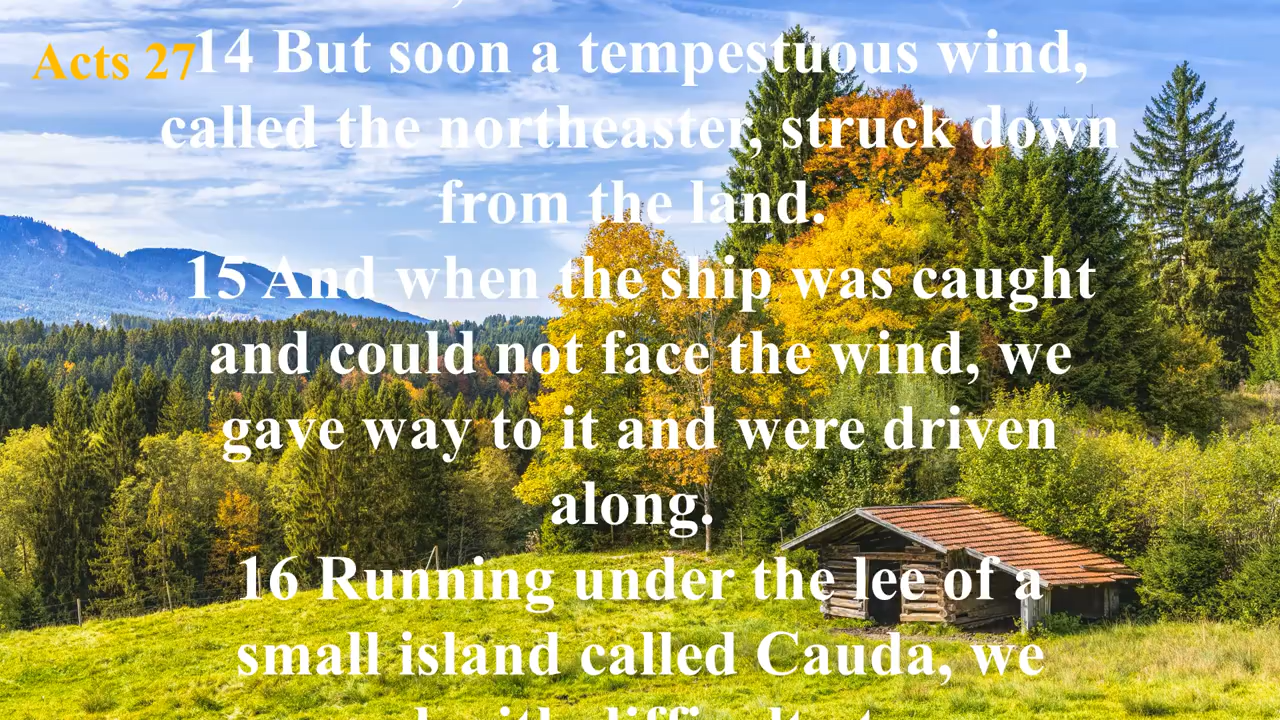 Acts 27
14 But soon a tempestuous wind,
called the northeaster, struck down
from the land.
15 And when the ship was caught
and could not face the wind, we
gave way to it and were driven
along.
16 Running under the lee of a
small island called Cauda, we